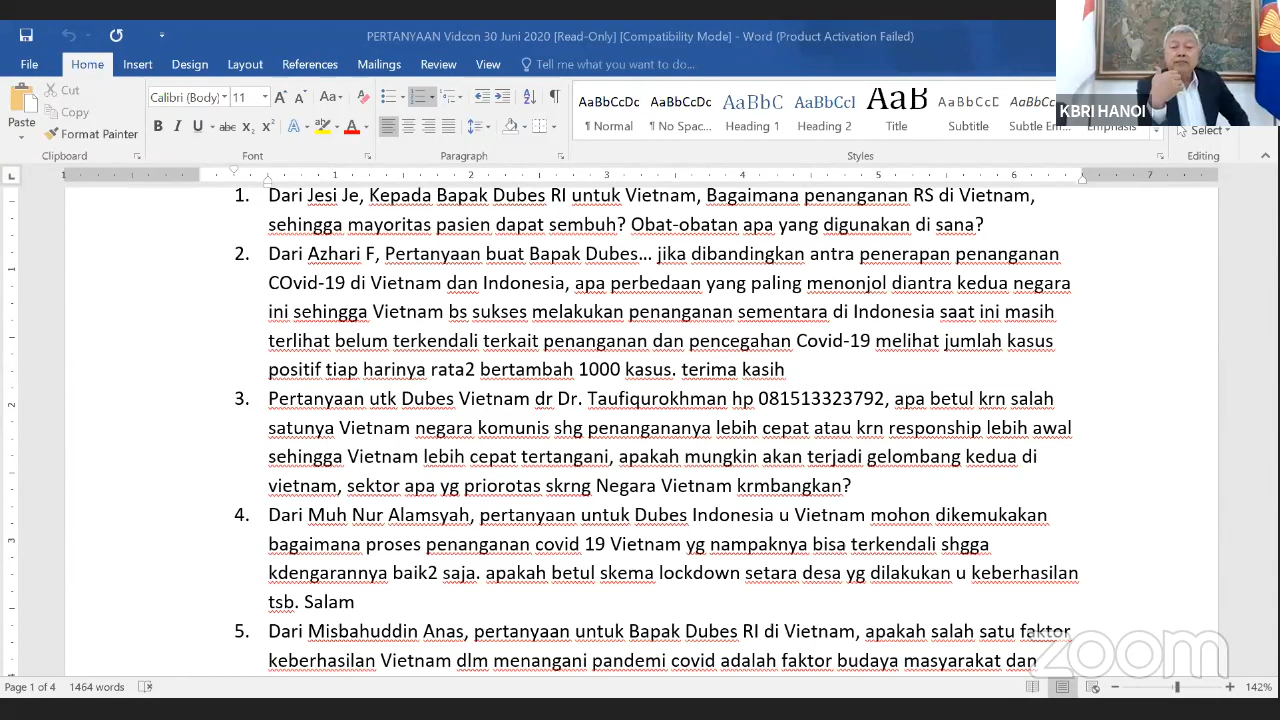 PERTANYAAN Vidcon 30 Juni 2020 [Read-Only] [Compatibility Mode] - Word (Product Activation Failed)
File Home Insert Design Layout References Mailings Review View Tell me what you want to do...
Cut
Copy
Format Painter
Paste
Calibri (Body) 11
AaBbCcDc AaBbCcDc AaBbC AaBbCcl AaB AaBbCcD AaBbCcD
¶ Normal ¶ No Spac... Heading 1 Heading 2 Title Subtitle Subtle Em... Emphasis
Select
Clipboard Font Paragraph Styles Editing
KBRI HANOI
1 1 2 3 4 5 6 7
1. Dari Jesi Je, Kepada Bapak Dubes RI untuk Vietnam, Bagaimana penanganan RS di Vietnam,
sehingga mayoritas pasien dapat sembuh? Obat-obatan apa yang digunakan di sana?
2. Dari Azhari F, Pertanyaan buat Bapak Dubes... jika dibandingkan antra penerapan penanganan
COvid-19 di Vietnam dan Indonesia, apa perbedaan yang paling menonjol diantra kedua negara
ini sehingga Vietnam bs sukses melakukan penanganan sementara di Indonesia saat ini masih
terlihat belum terkendali terkait penanganan dan pencegahan Covid-19 melihat jumlah kasus
positif tiap harinya rata2 bertambah 1000 kasus. terima kasih
3. Pertanyaan utk Dubes Vietnam dr Dr. Taufiqurokhman hp 081513323792, apa betul krn salah
satunya Vietnam negara komunis shg penangananya lebih cepat atau krn responship lebih awal
sehingga Vietnam lebih cepat tertangani, apakah mungkin akan terjadi gelombang kedua di
vietnam, sektor apa yg priorotas skrng Negara Vietnam krmbangkan?
4. Dari Muh Nur Alamsyah, pertanyaan untuk Dubes Indonesia u Vietnam mohon dikemukakan
bagaimana proses penanganan covid 19 Vietnam yg nampaknya bisa terkendali shgga
kdengarannya baik2 saja. apakah betul skema lockdown setara desa yg dilakukan u keberhasilan
tsb. Salam
5. Dari Misbahuddin Anas, pertanyaan untuk Bapak Dubes RI di Vietnam, apakah salah satu faktor
keberhasilan Vietnam dlm menangani pandemi covid adalah faktor budaya masyarakat dan
zoom
Page 1 of 4 1464 words 142%